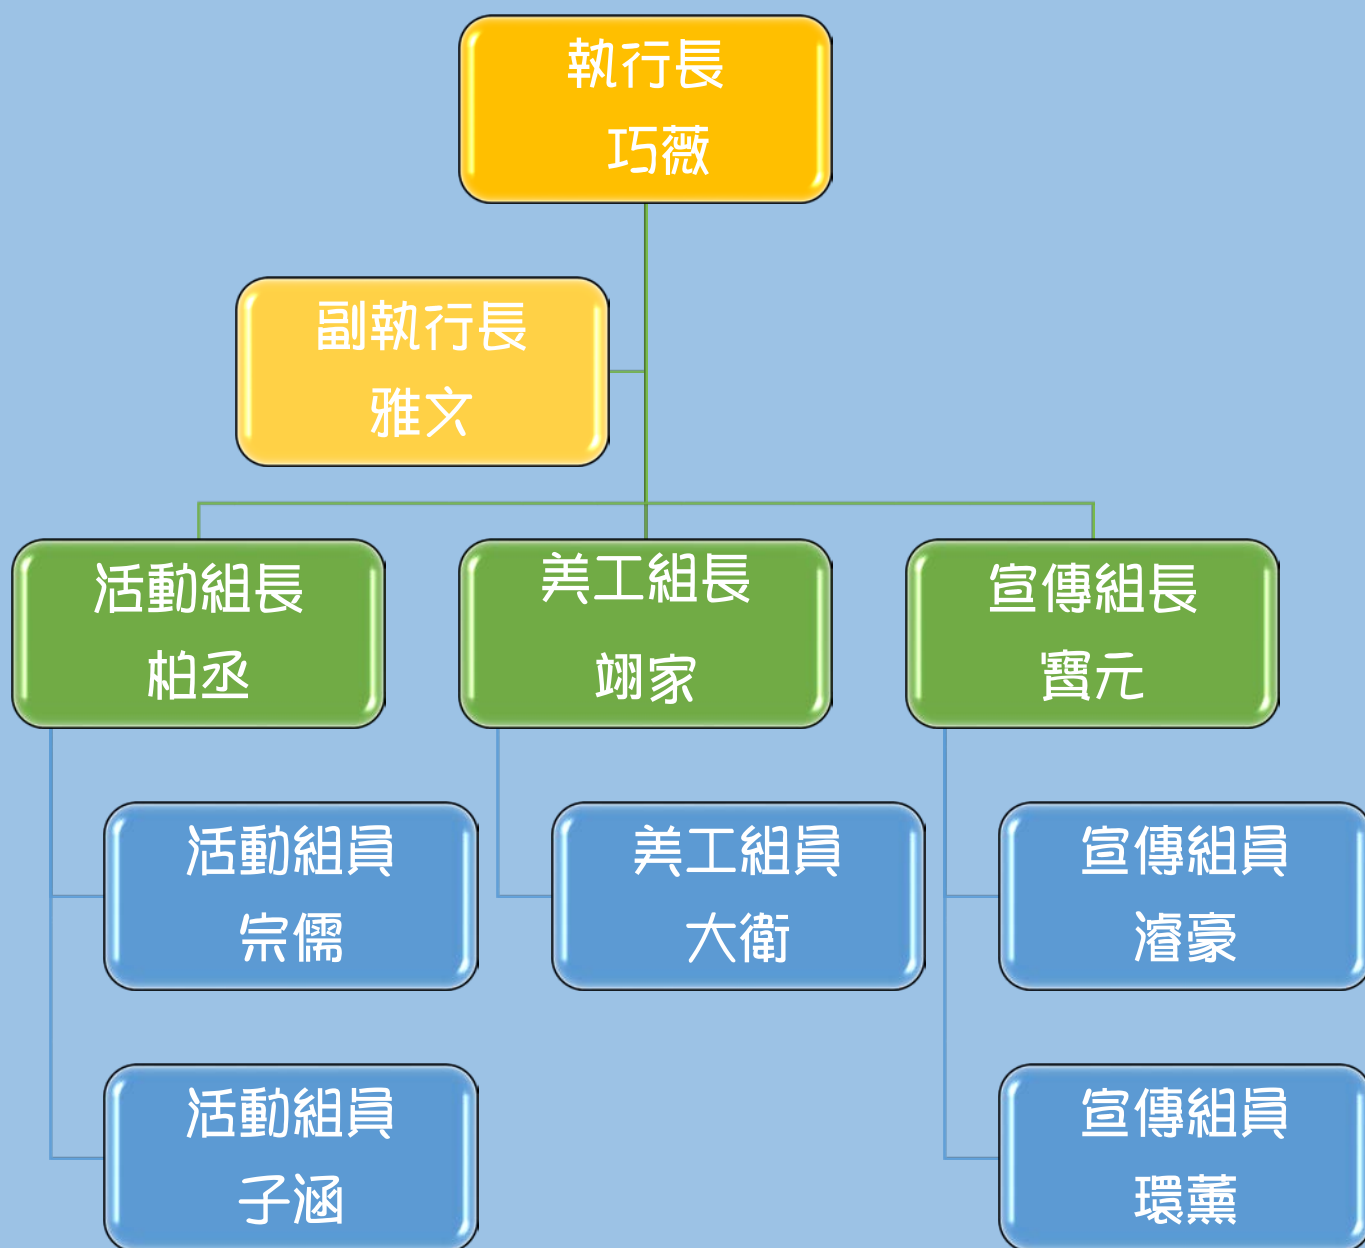 執行長
巧薇
副執行長
雅文
活動組長
柏丞
美工組長
翊家
宣傳組長
寶元
活動組員
宗儒
美工組員
大衛
宣傳組員
濬豪
活動組員
子涵
宣傳組員
環薰